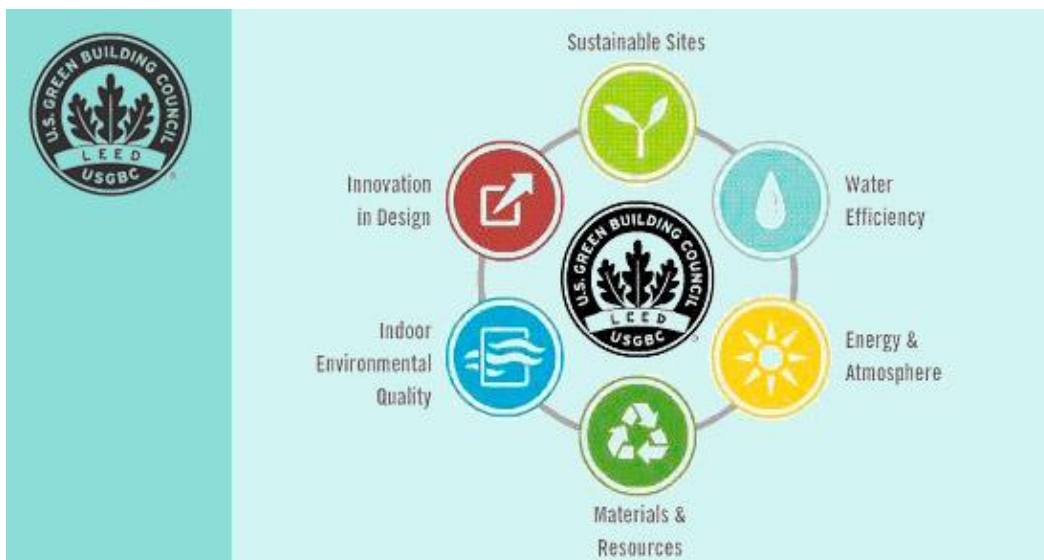 U.S. GREEN BUILDING COUNCIL
LEED
USGBC
®
Sustainable Sites
Water
Efficiency
Energy &
Atmosphere
Materials &
Resources
Indoor
Environmental
Quality
Innovation
in Design
U.S. GREEN BUILDING COUNCIL
LEED
USGBC
®